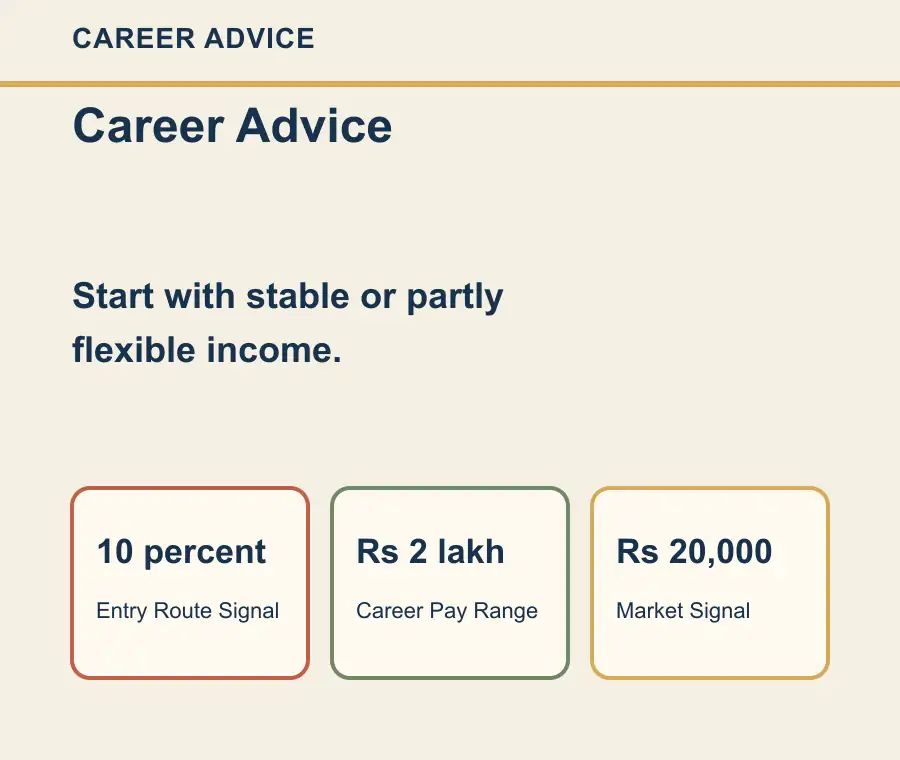 CAREER ADVICE
Career Advice
Start with stable or partly
flexible income.
10 percent
Entry Route Signal
Rs 2 lakh
Career Pay Range
Rs 20,000
Market Signal